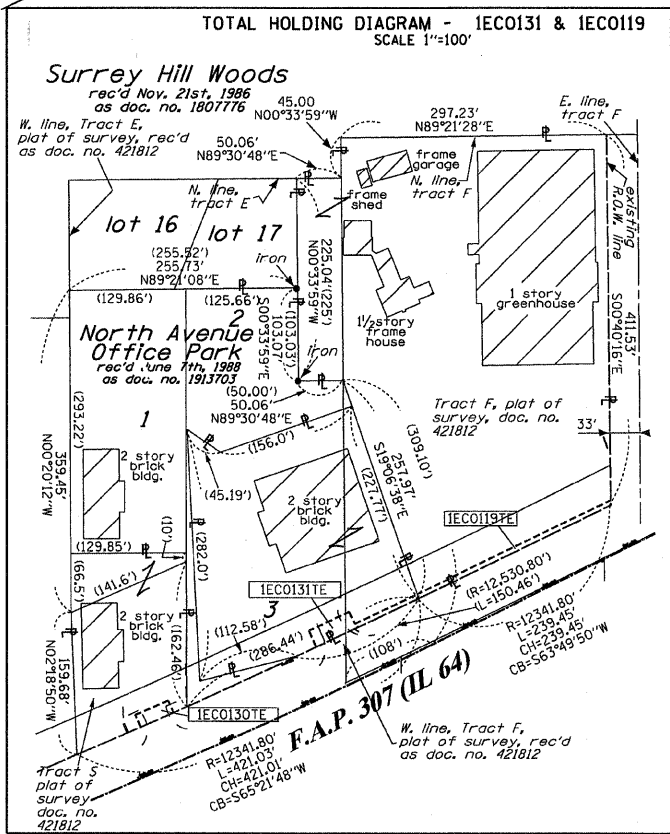 TOTAL HOLDING DIAGRAM - 1EC0131 & 1EC0119
SCALE 1"=100'
Surrey Hill Woods
rec'd Nov. 21st, 1986
as doc. no. 1807776
W. line, Tract E,
plat of survey, rec'd
as doc. no. 421812
45.00
N00°33'59"W
50.06'
N89°30'48"E
297.23'
N89°21'28"E
E. line,
tract F
N. line,
tract E
frame
garage
N. line,
tract F
frame
shed
existing
R.O.W. line
lot 16
lot 17
(255.52')
255.73'
N89°21'08"E
iron
(129.86')
(125.66')
225.04'(225')
N00°33'59"W
S00°33'59"E
103.07'
(103.03')
2
1 story
greenhouse
S00°40'16"E
411.53'
1½story
frame
house
North Avenue
Office Park
rec'd June 7th, 1988
as doc. no. 1913703
iron
(50.00')
50.06'
N89°30'48"E
Tract F, plat of
survey, doc. no.
421812
33'
(293.22')
359.45'
N00°20'12"W
1
(156.0')
(45.19')
(309.10')
257.97'
S19°06'38"E
(227.77')
2 story
brick
bldg.
2 story
brick
bldg.
(129.85')
(10')
(282.0')
1EC0119TE
(66.5')
(141.6')
1EC0131TE
(R=12,530.80')
(L=150.46')
2 story
brick
bldg.
3
(112.58')
(286.44')
(162.46')
(108')
R=12341.80'
L=239.45'
CH=239.45'
CB=S63°49'50"W
159.68'
N02°18'50"W
1EC0130TE
F.A.P. 307 (IL 64)
R=12341.80'
L=421.03'
CH=421.01'
CB=S65°21'48"W
W. line, Tract F,
plat of survey, rec'd
as doc. no. 421812
Tract S
plat of
survey
doc. no.
421812